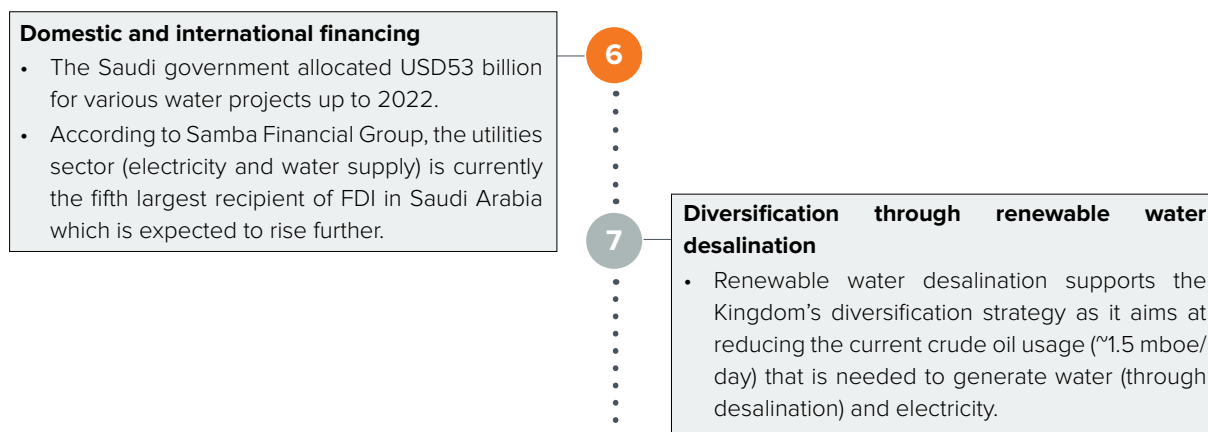 Domestic and international financing
• The Saudi government allocated USD53 billion
for various water projects up to 2022.
• According to Samba Financial Group, the utilities
sector (electricity and water supply) is currently
the fifth largest recipient of FDI in Saudi Arabia
which is expected to rise further.
6
7
Diversification through renewable water
desalination
• Renewable water desalination supports the
Kingdom’s diversification strategy as it aims at
reducing the current crude oil usage (~1.5 mboe/
day) that is needed to generate water (through
desalination) and electricity.